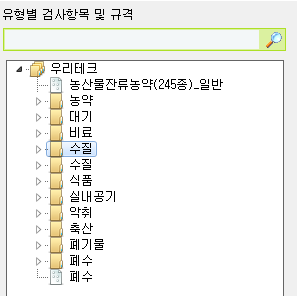 유형별 검사항목 및 규격
우리테크
농산물잔류농약(245종)_일반
농약
대기
비료
수질
수질
식품
실내공기
악취
축산
폐기물
폐수
폐수